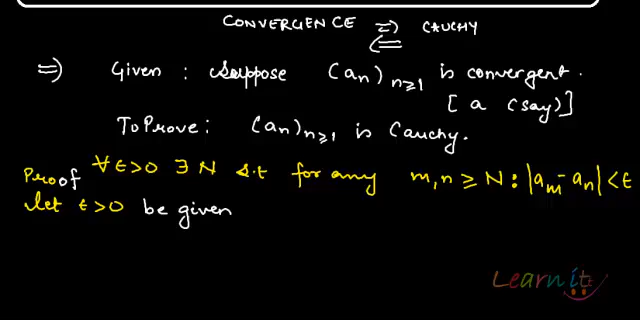 CONVERGENCE ⇒ CAUCHY
⇐
⇒ Given: Suppose (an)n≥1 is convergent.
[a (say)]
To Prove: (an)n≥1 is Cauchy.
Proof ∀ε>0 ∃ N s.t for any m,n ≥ N: |am-an|<ε
let ε>0 be given
Learnit